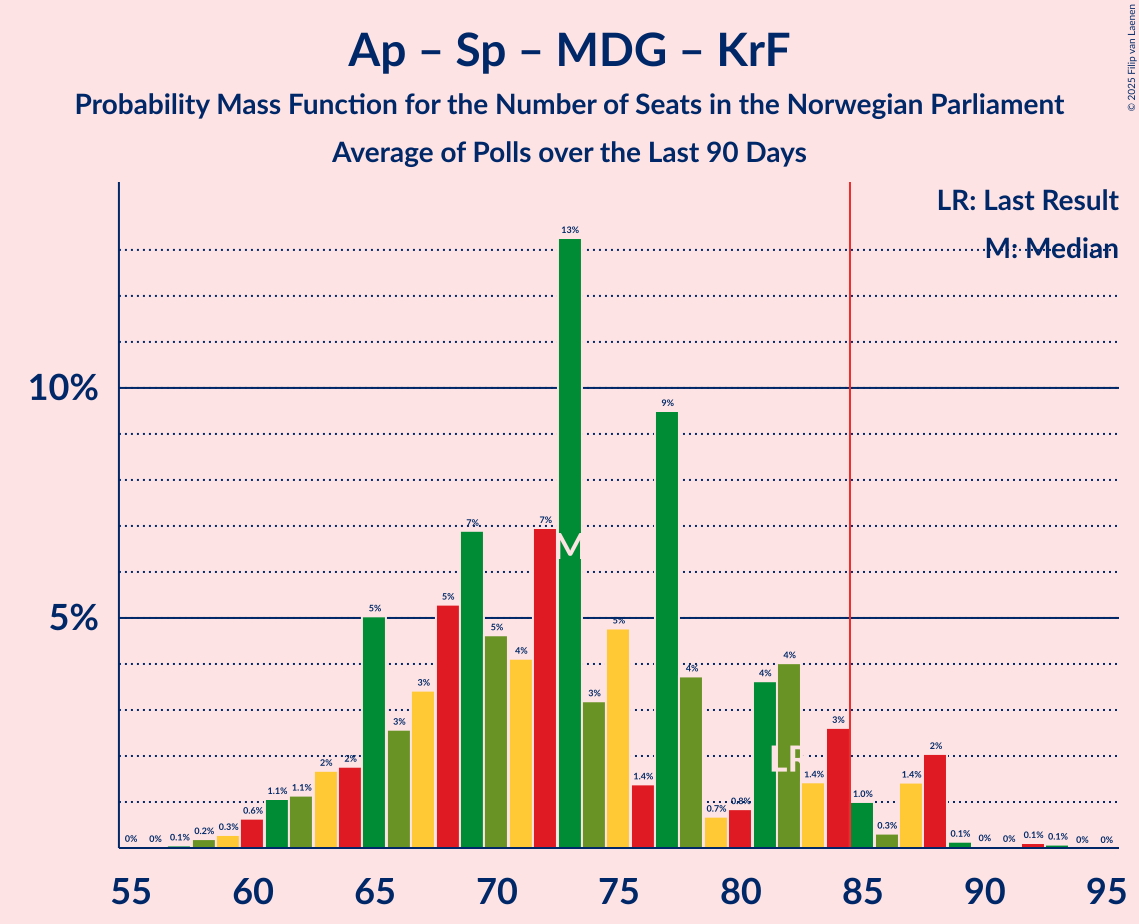 Ap – Sp – MDG – KrF
Probability Mass Function for the Number of Seats in the Norwegian Parliament
Average of Polls over the Last 90 Days
© 2025 Filip van Laenen
LR: Last Result
M: Median
10%
5%
0% 0% 0.1% 0.2% 0.3% 0.6% 1.1% 1.1% 2% 2% 5% 3% 3% 5% 7% 5% 4% 7% 13% 3% 5% 1.4% 9% 4% 0.7% 0.8% 4% 4% 1.4% 3% 1.0% 0.3% 1.4% 2% 0.1% 0% 0% 0.1% 0.1% 0% 0%
M
LR
55 60 65 70 75 80 85 90 95